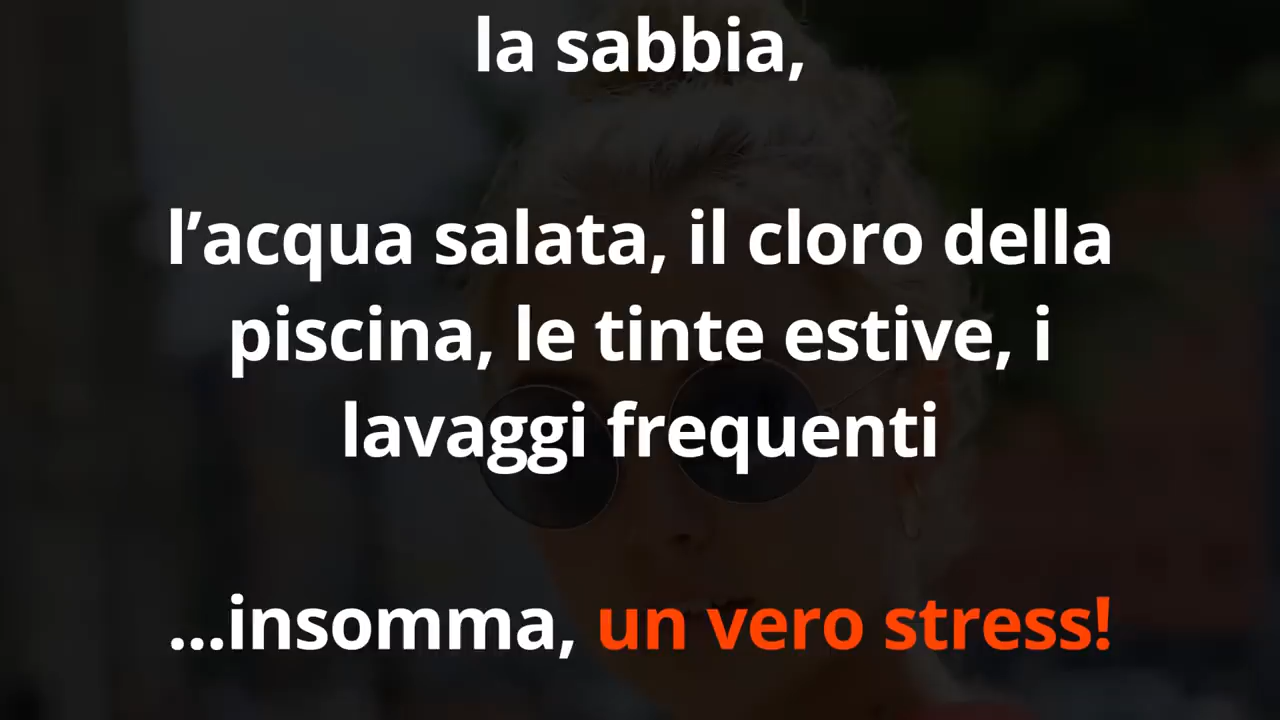 la sabbia,
l’acqua salata, il cloro della
piscina, le tinte estive, i
lavaggi frequenti
...insomma, un vero stress!